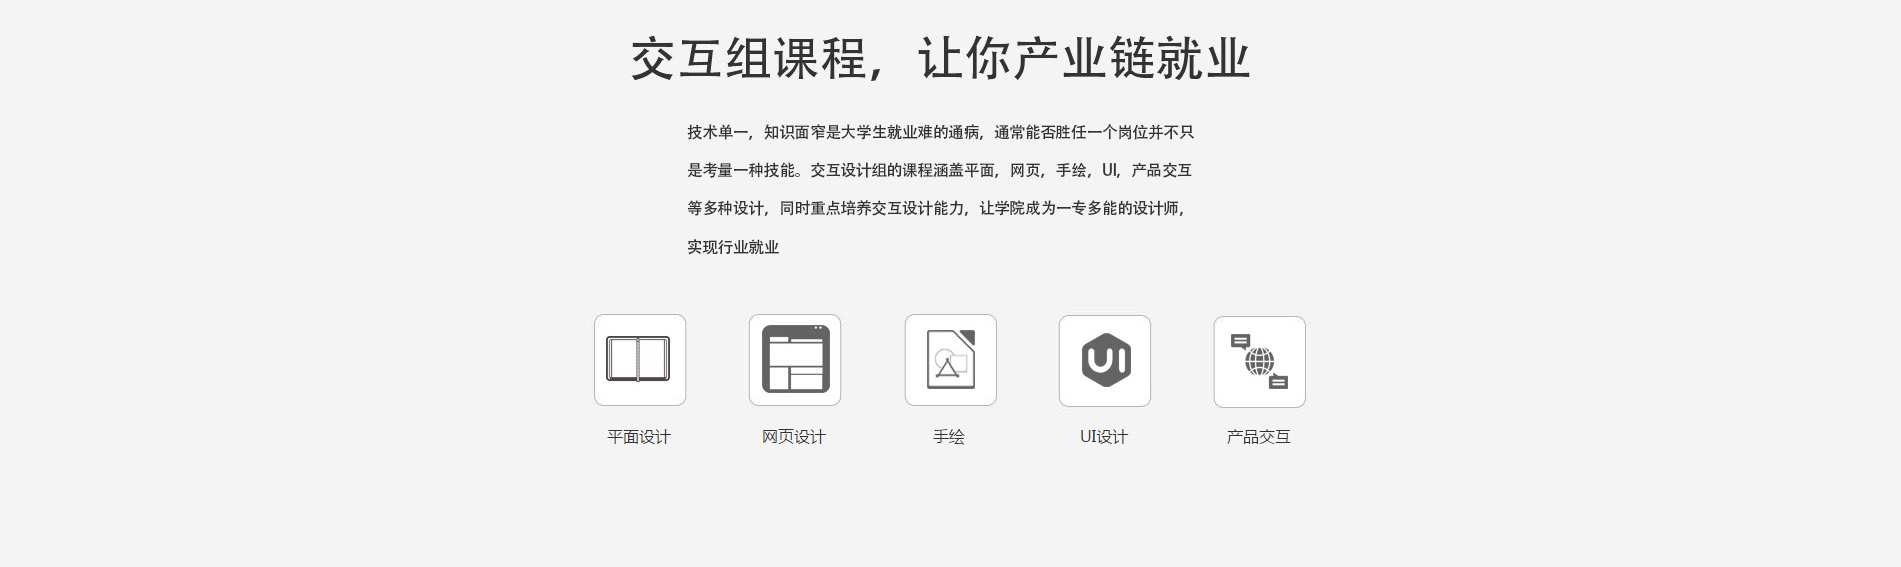 交互组课程，让你产业链就业
技术单一，知识面窄是大学生就业难的通病，通常能否胜任一个岗位并不只
是考量一种技能。交互设计组的课程涵盖平面，网页，手绘，UI，产品交互
等多种设计，同时重点培养交互设计能力，让学院成为一专多能的设计师，
实现行业就业
UI
平面设计
网页设计
手绘
UI设计
产品交互